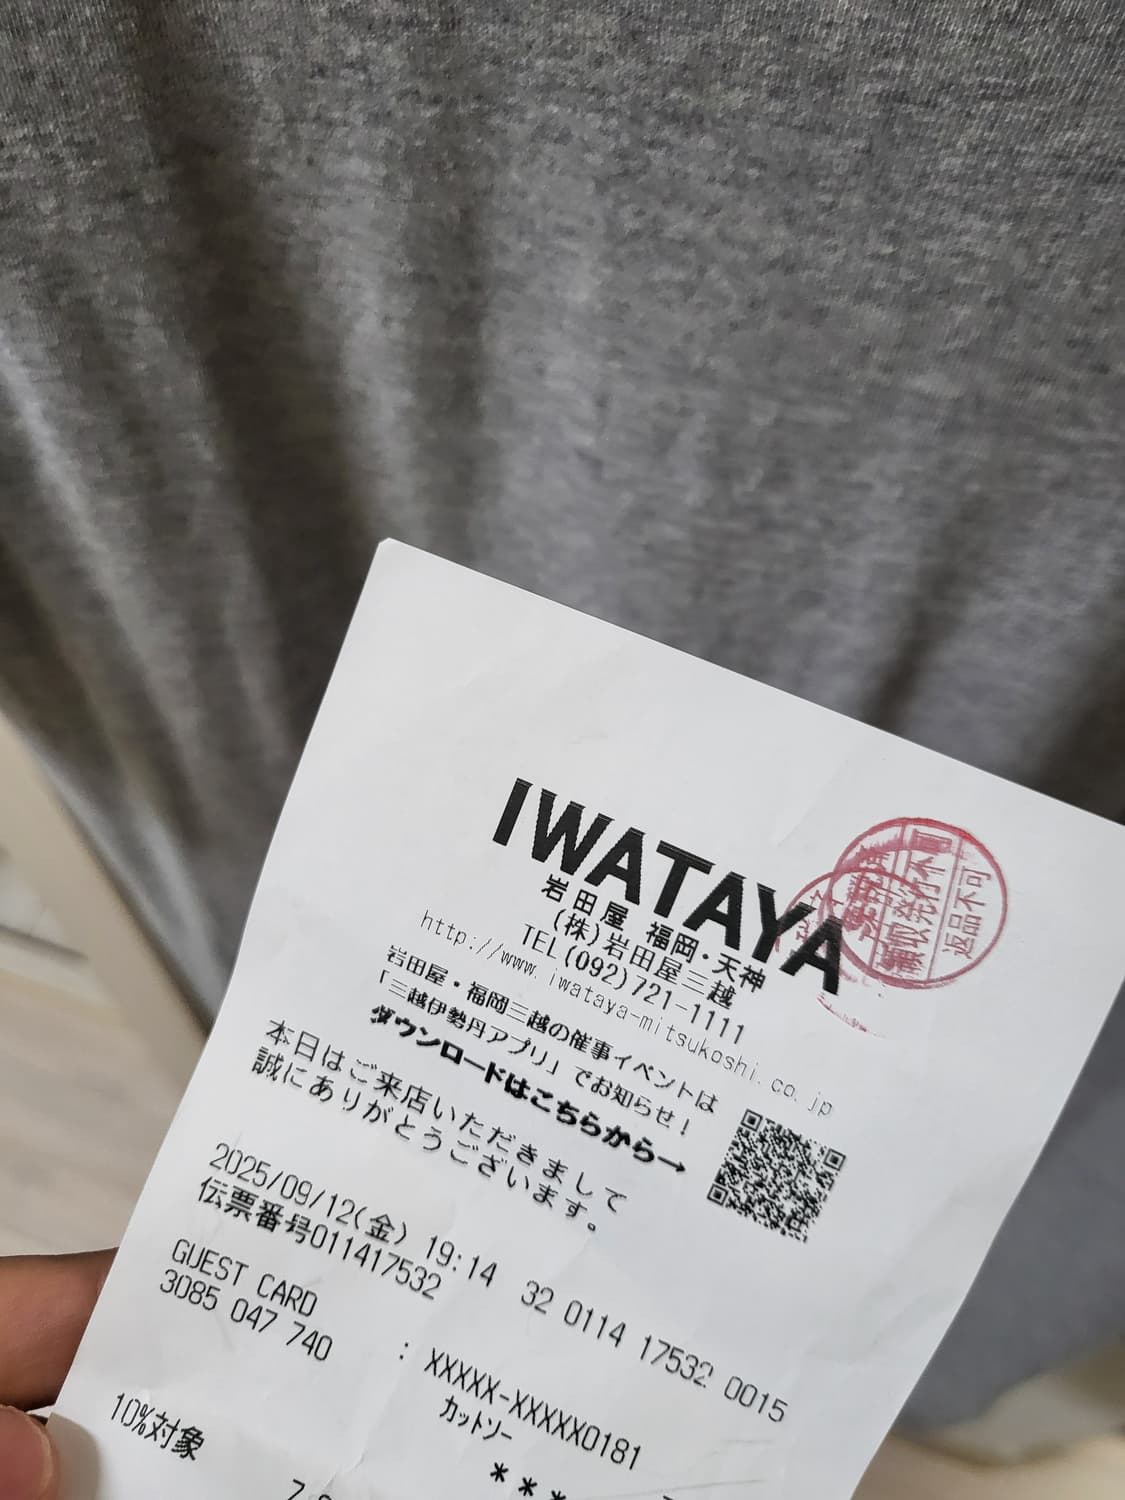 IWATAYA
岩田屋 福岡・天神
(株)岩田屋三越
TEL(092)721-1111
http://www.iwataya-mitsukoshi.co.jp
岩田屋・福岡三越の催事イベントは
「三越伊勢丹アプリ」でお知らせ!
ダウンロードはこちらから→
本日はご来店いただきまして
誠にありがとうございます。
2025/09/12(金) 19:14 32 0114 17532 0015
伝票番号011417532
GUEST CARD : XXXXX-XXXXX0181
3085 047 740 カットソー
10%対象 ***
領収発行不可
返品不可